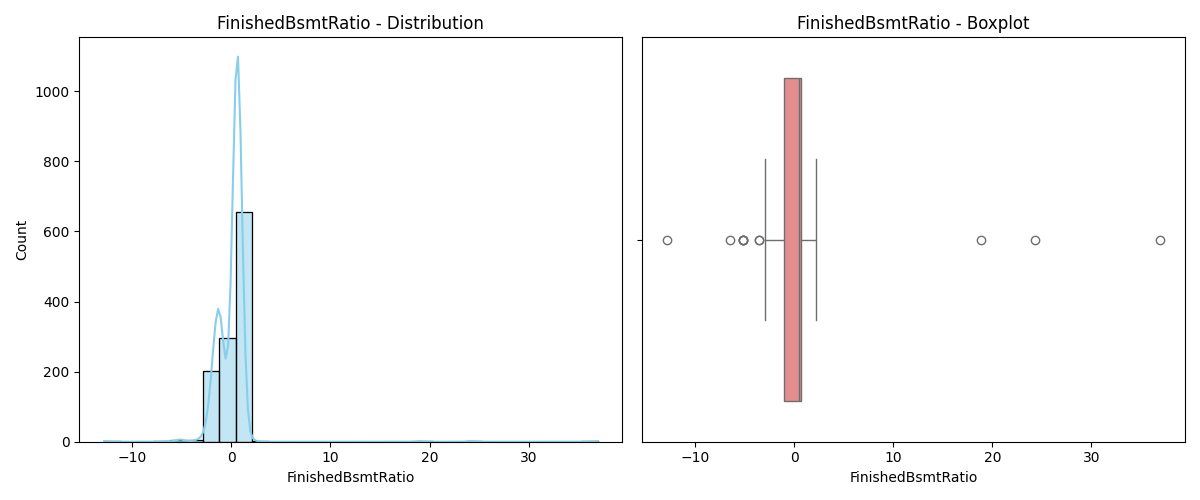 FinishedBsmtRatio - Distribution
Count
1000
800
600
400
200
0
−10 0 10 20 30
FinishedBsmtRatio
FinishedBsmtRatio - Boxplot
−10 0 10 20 30
FinishedBsmtRatio